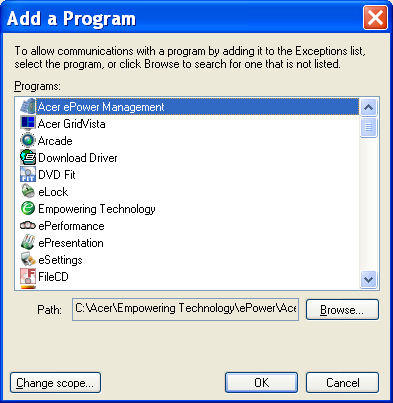 Add a Program
To allow communications with a program by adding it to the Exceptions list,
select the program, or click Browse to search for one that is not listed.
Programs:
Acer ePower Management
Acer GridVista
Arcade
Download Driver
DVD Fit
eLock
Empowering Technology
ePerformance
ePresentation
eSettings
FileCD
Path: C:\Acer\Empowering Technology\ePower\Ace Browse...
Change scope... OK Cancel